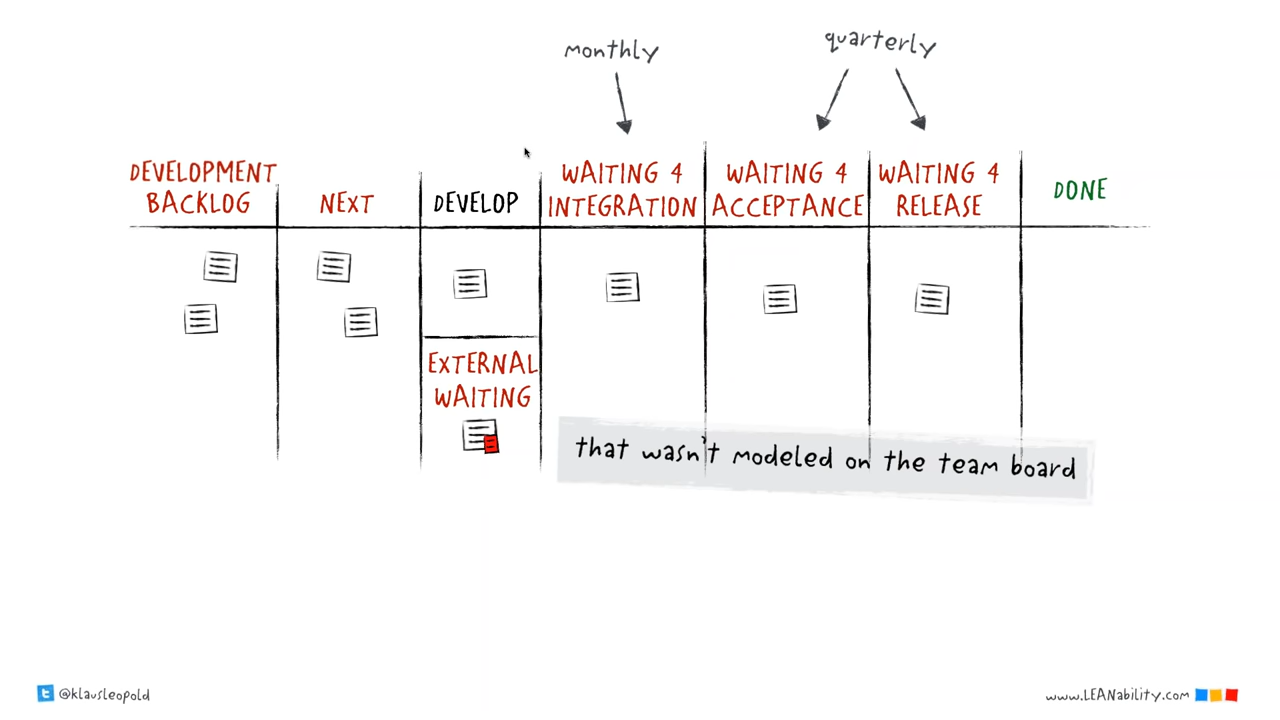 monthly
quarterly
DEVELOPMENT
BACKLOG
NEXT
DEVELOP
WAITING 4
INTEGRATION
WAITING 4
ACCEPTANCE
WAITING 4
RELEASE
DONE
EXTERNAL
WAITING
that wasn't modeled on the team board
@klausleopold
www.LEANability.com